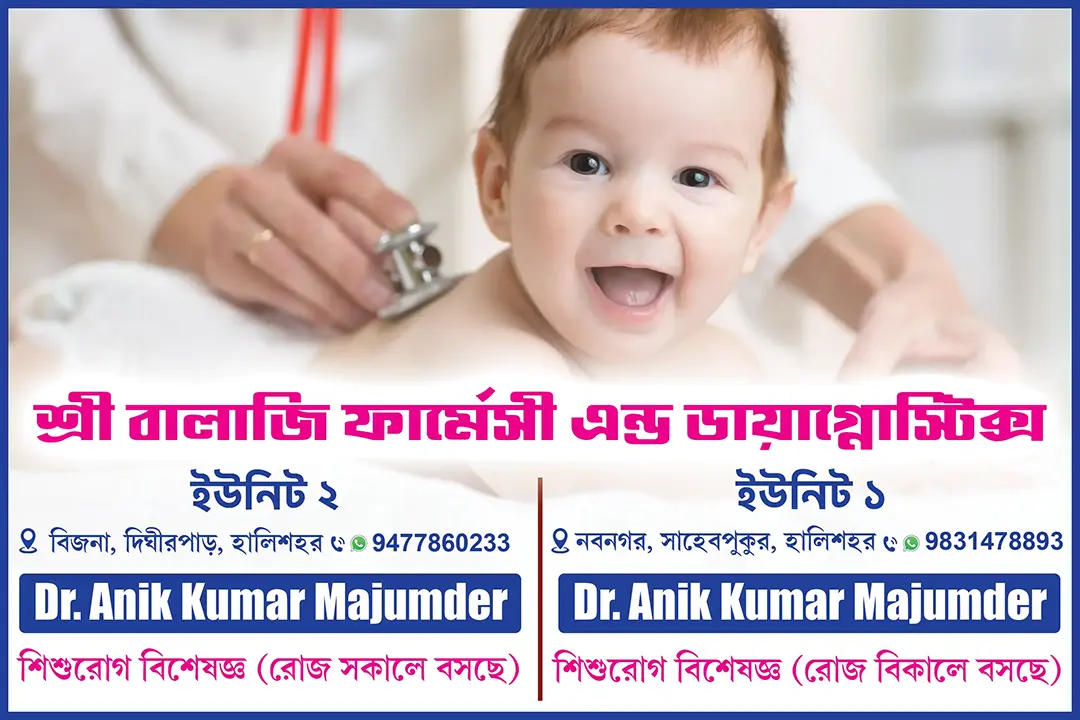 শ্রী বালাজি ফার্মেসী এন্ড ডায়াগ্নোস্টিক্স
ইউনিট ২
বিজনা, দিঘীরপাড়, হালিশহর 9477860233
Dr. Anik Kumar Majumder
শিশুরোগ বিশেষজ্ঞ (রোজ সকালে বসছে)
ইউনিট ১
নবনগর, সাহেবপুকুর, হালিশহর 9831478893
Dr. Anik Kumar Majumder
শিশুরোগ বিশেষজ্ঞ (রোজ বিকালে বসছে)